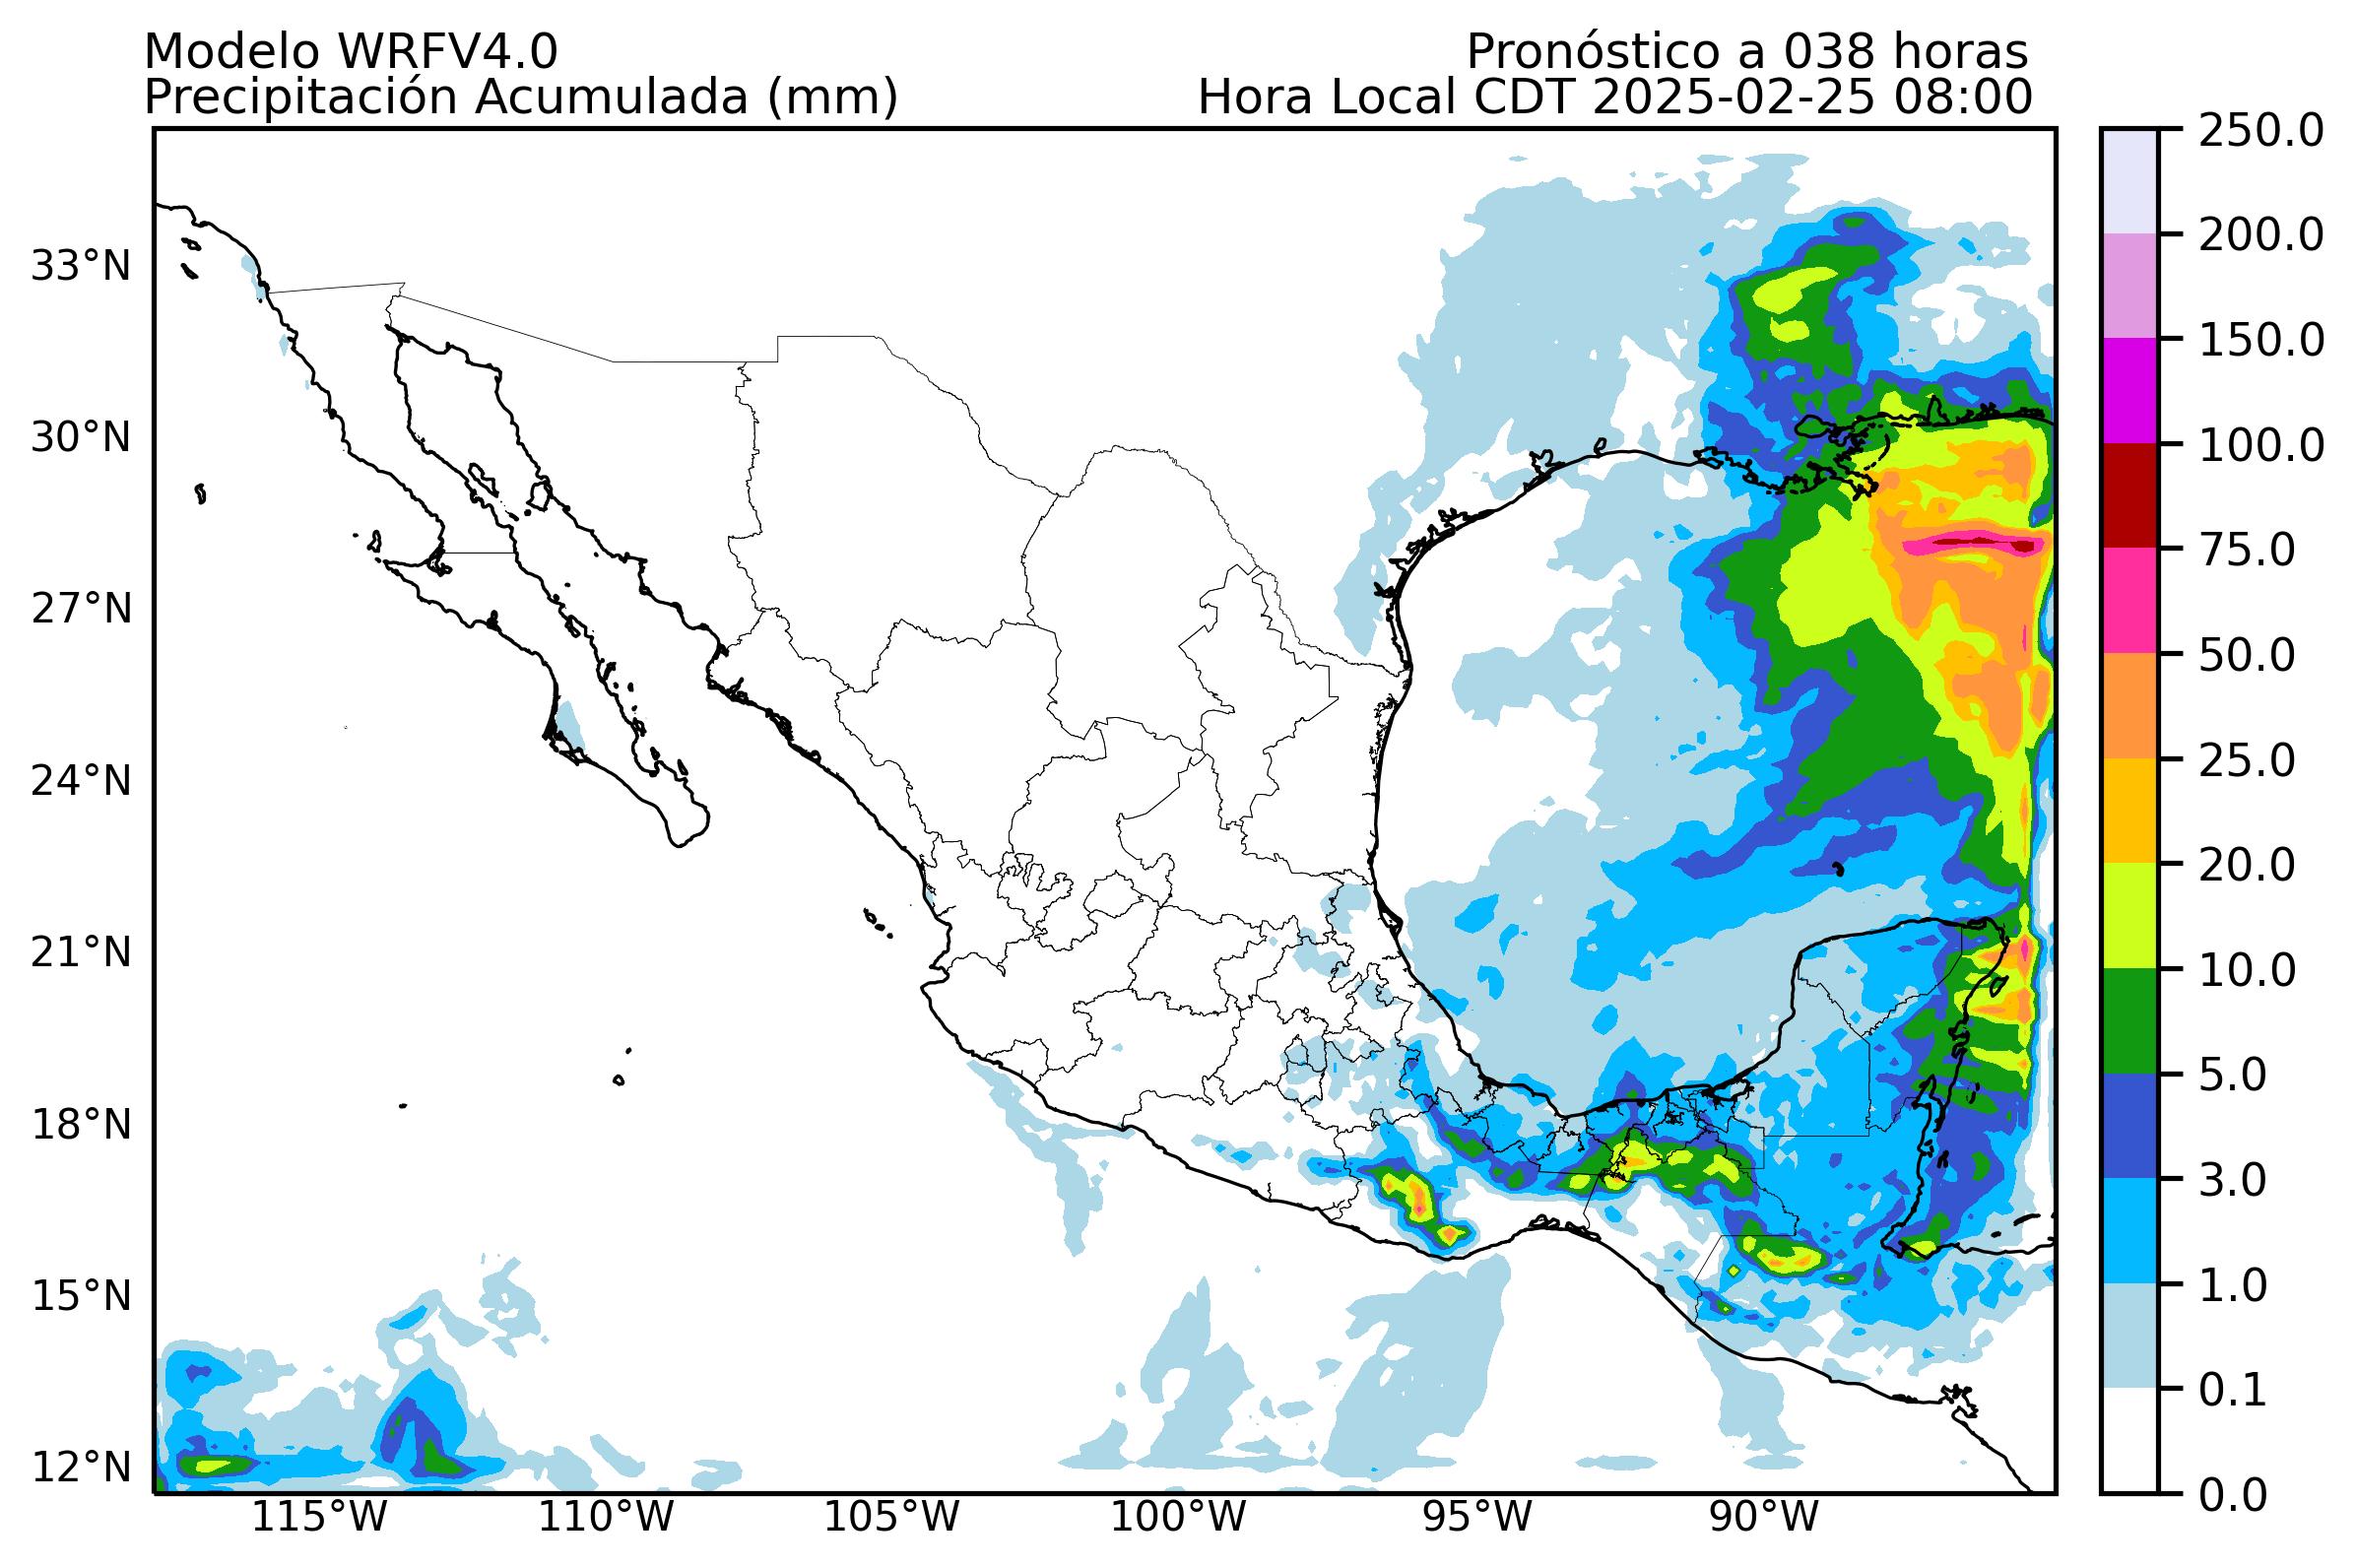 Modelo WRFV4.0
Pronóstico a 038 horas
Precipitación Acumulada (mm)
Hora Local CDT 2025-02-25 08:00
33°N
30°N
27°N
24°N
21°N
18°N
15°N
12°N
115°W
110°W
105°W
100°W
95°W
90°W
250.0
200.0
150.0
100.0
75.0
50.0
25.0
20.0
10.0
5.0
3.0
1.0
0.1
0.0